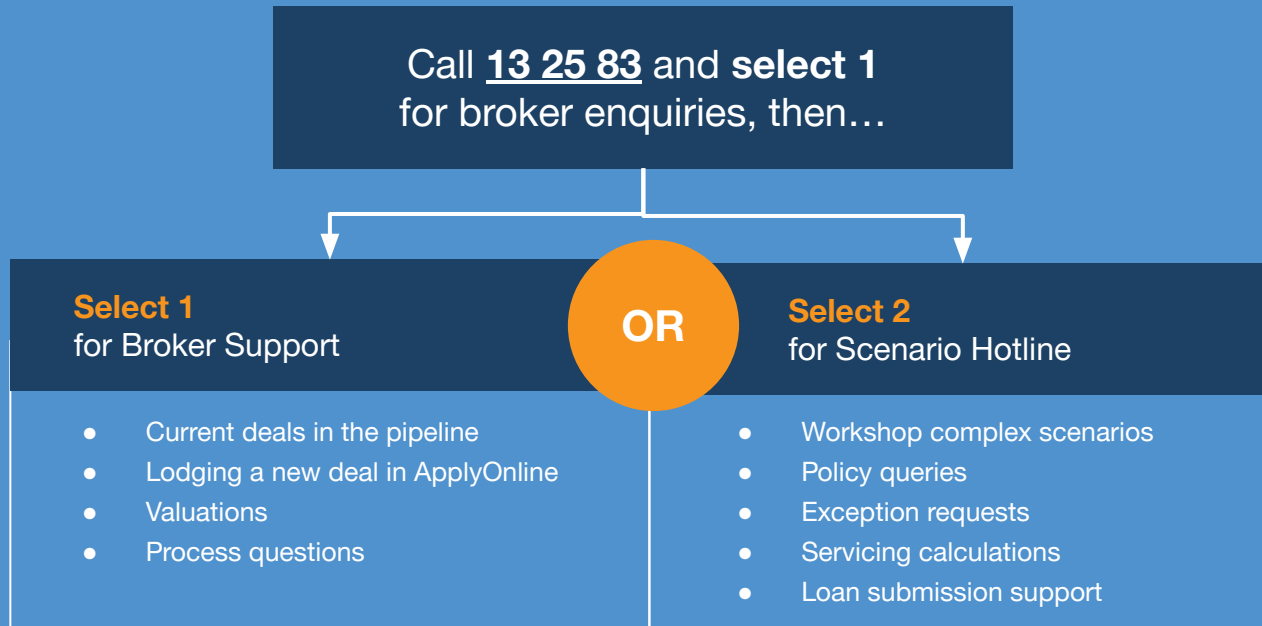 Call 13 25 83 and select 1
for broker enquiries, then…
Select 1
for Broker Support
OR
Select 2
for Scenario Hotline
● Current deals in the pipeline
● Lodging a new deal in ApplyOnline
● Valuations
● Process questions
● Workshop complex scenarios
● Policy queries
● Exception requests
● Servicing calculations
● Loan submission support